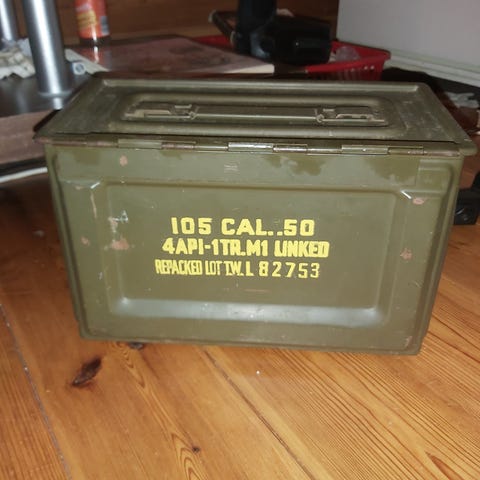 105 CAL..50
4API-1TR.M1 LINKED
REPACKED LOT T.W.L 82753